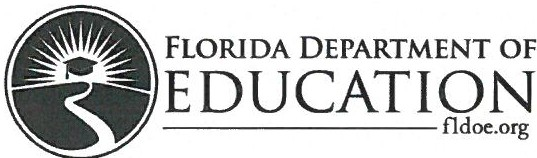 FLORIDA DEPARTMENT OF
EDUCATION
fldoe.org